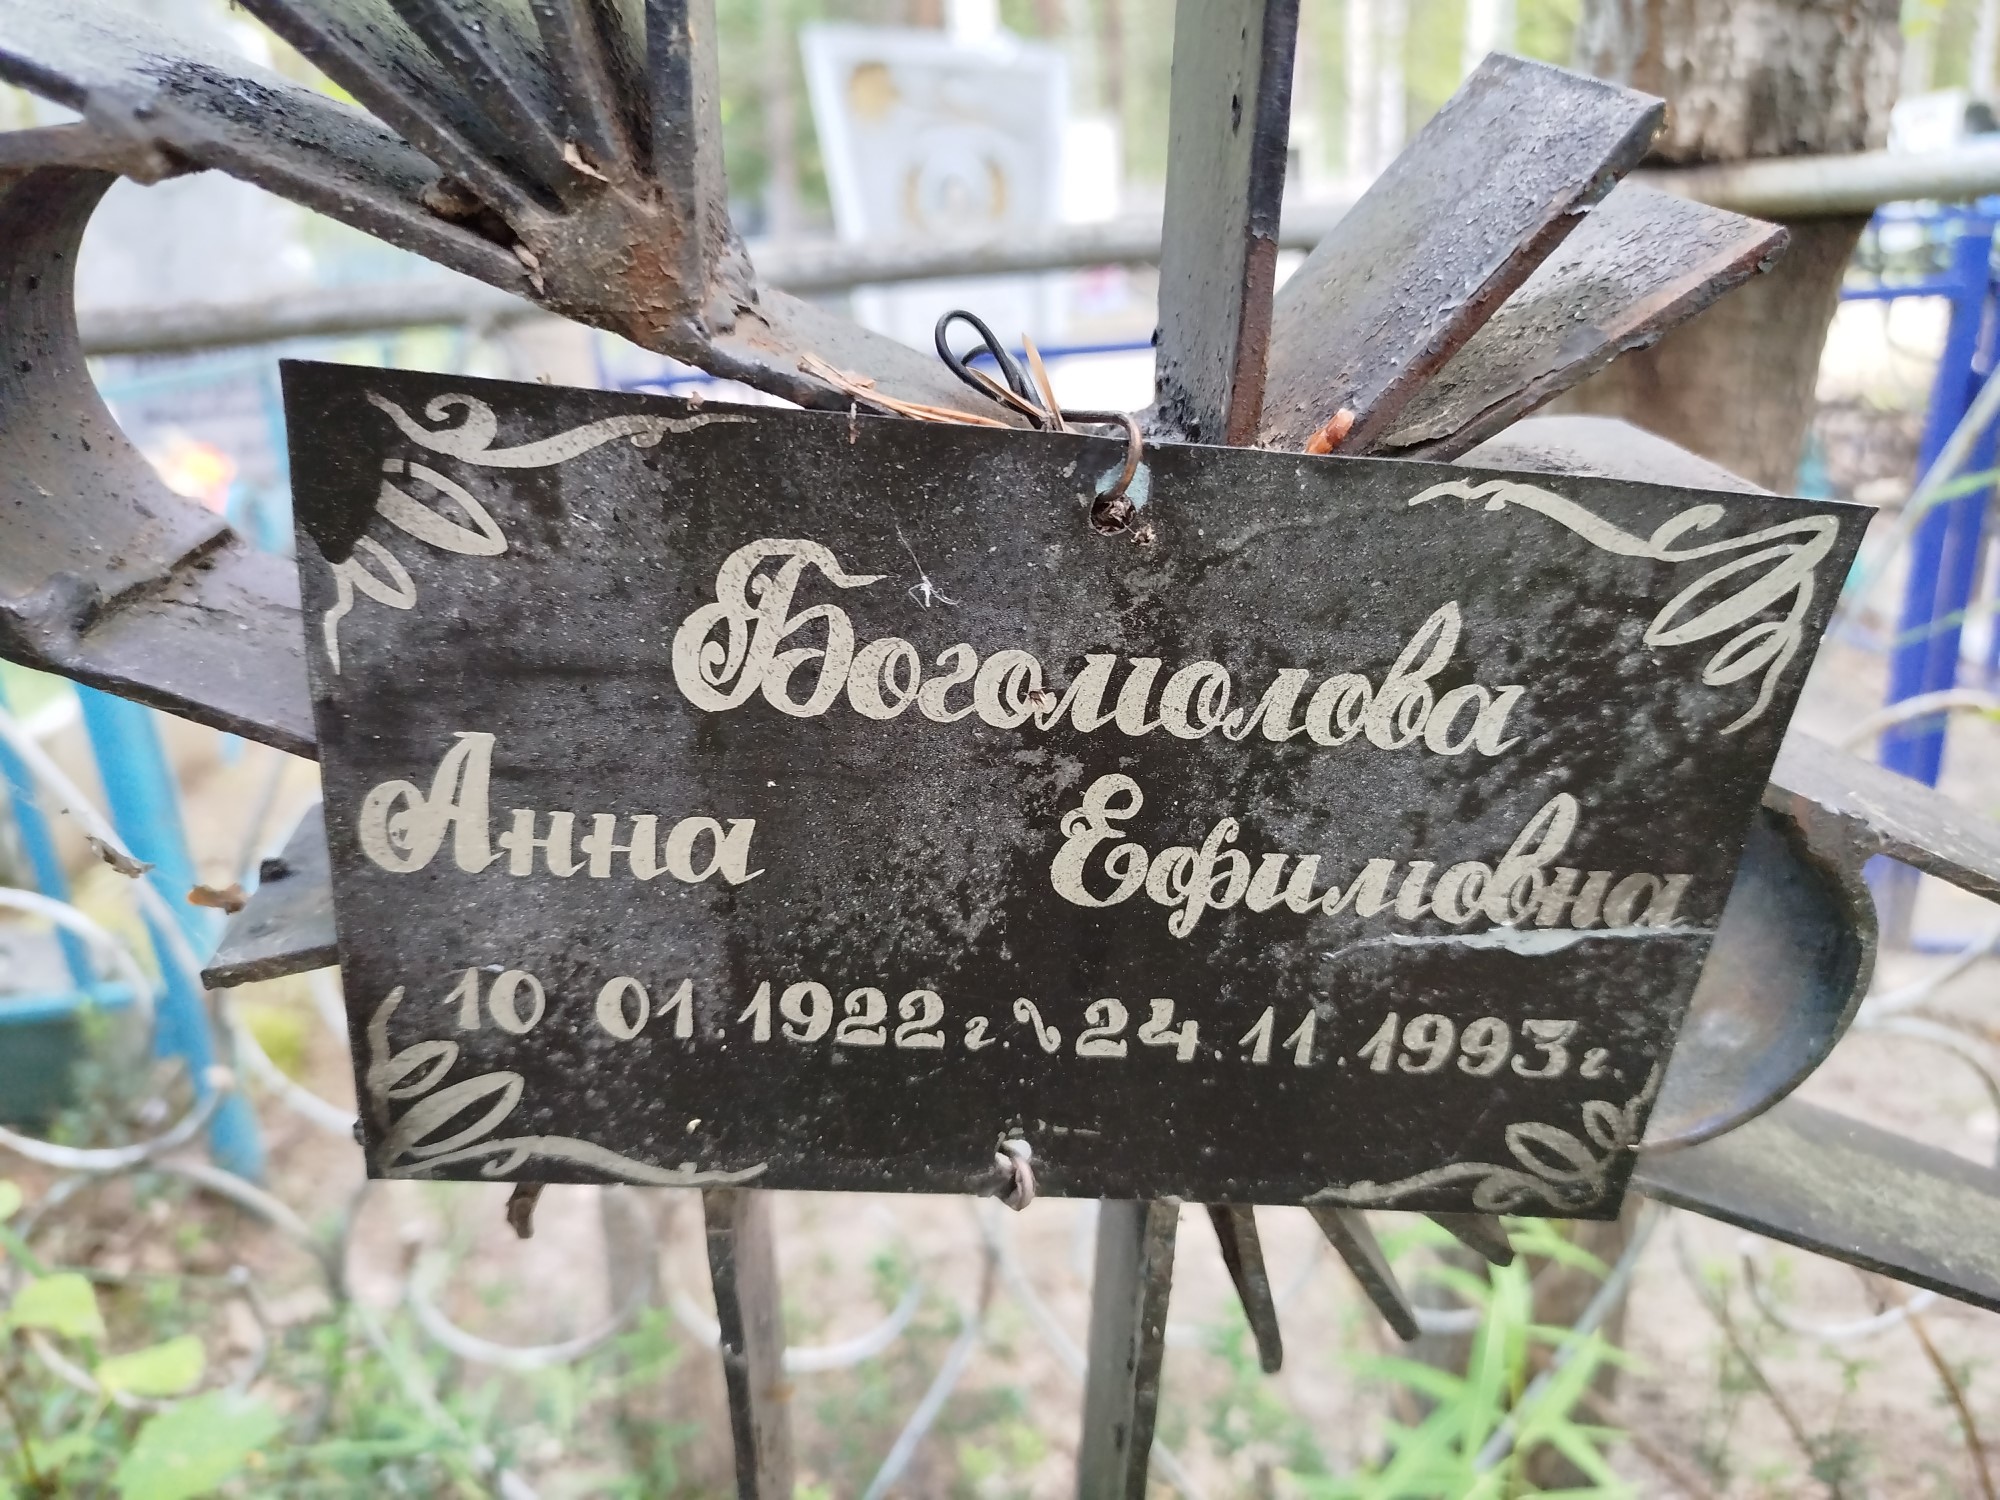 Богомолова
Анна Ефимовна
10 01.1922г. 24.11.1993г.